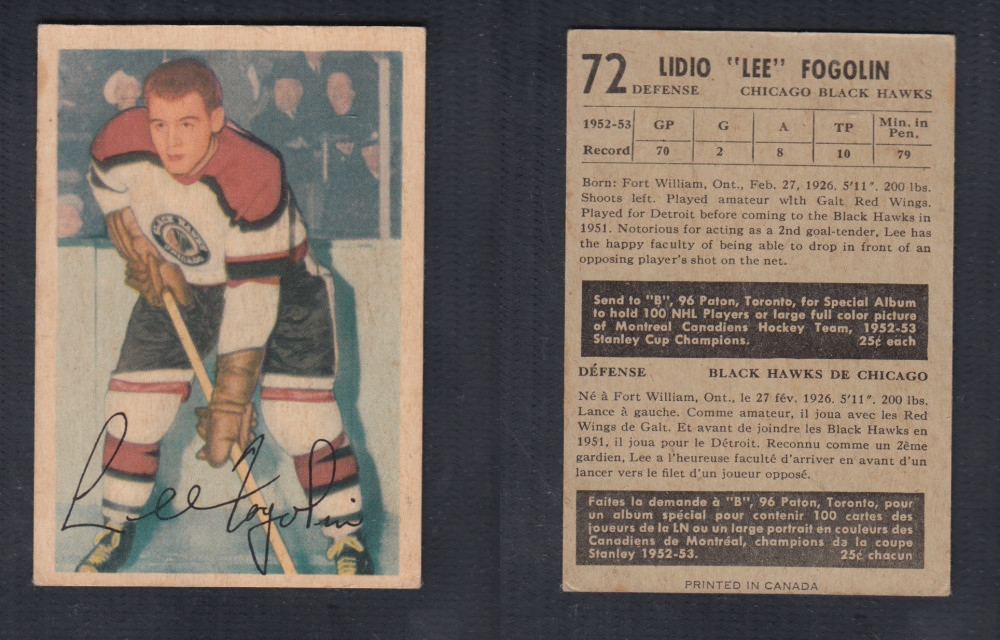 BLACK HAWKS
Lee Fogolin
72 LIDIO "LEE" FOGOLIN
DEFENSE CHICAGO BLACK HAWKS
1952-53 GP G A TP Min. in Pen.
Record 70 2 8 10 79
Born: Fort William, Ont., Feb. 27, 1926. 5'11". 200 lbs.
Shoots left. Played amateur with Galt Red Wings.
Played for Detroit before coming to the Black Hawks in
1951. Notorious for acting as a 2nd goal-tender, Lee has
the happy faculty of being able to drop in front of an
opposing player's shot on the net.
Send to "B", 96 Paton, Toronto, for Special Album
to hold 100 NHL Players or large full color picture
of Montreal Canadiens Hockey Team, 1952-53
Stanley Cup Champions. 25¢ each
DÉFENSE BLACK HAWKS DE CHICAGO
Né à Fort William, Ont., le 27 fév. 1926. 5'11". 200 lbs.
Lance à gauche. Comme amateur, il joua avec les Red
Wings de Galt. Et avant de joindre les Black Hawks en
1951, il joua pour le Détroit. Reconnu comme un 2ème
gardien, Lee a l'heureuse faculté d'arriver en avant d'un
lancer vers le filet d'un joueur opposé.
Faites la demande à "B", 96 Paton, Toronto, pour
un album spécial pour contenir 100 cartes des
joueurs de la LN ou un large portrait en couleurs des
Canadiens de Montréal, champions de la coupe
Stanley 1952-53. 25¢ chacun
PRINTED IN CANADA